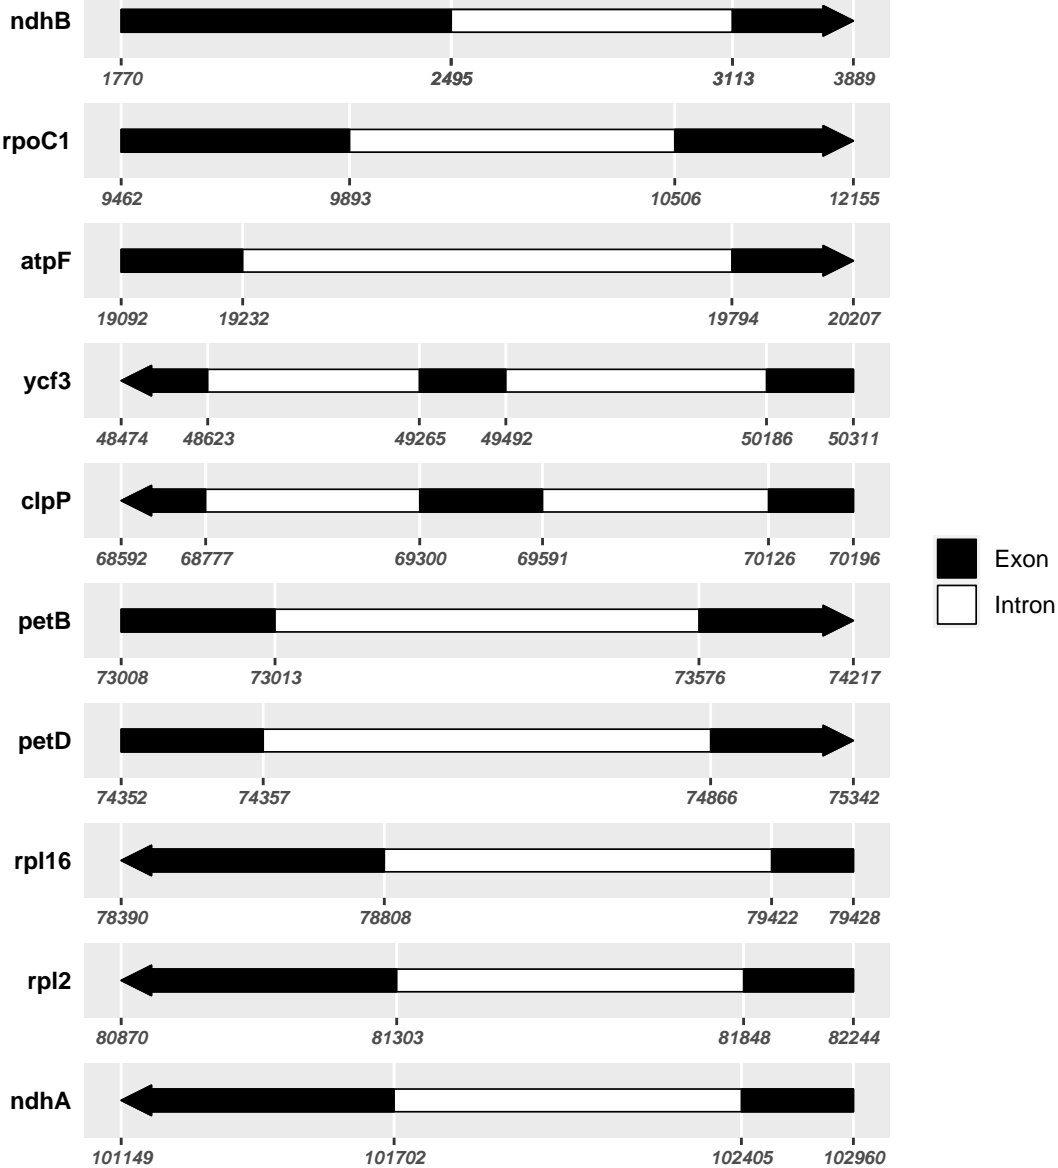 ndhB
1770 2495 3113 3889
rpoC1
9462 9893 10506 12155
atpF
19092 19232 19794 20207
ycf3
48474 48623 49265 49492 50186 50311
clpP
68592 68777 69300 69591 70126 70196
Exon
Intron
petB
73008 73013 73576 74217
petD
74352 74357 74866 75342
rpl16
78390 78808 79422 79428
rpl2
80870 81303 81848 82244
ndhA
101149 101702 102405 102960